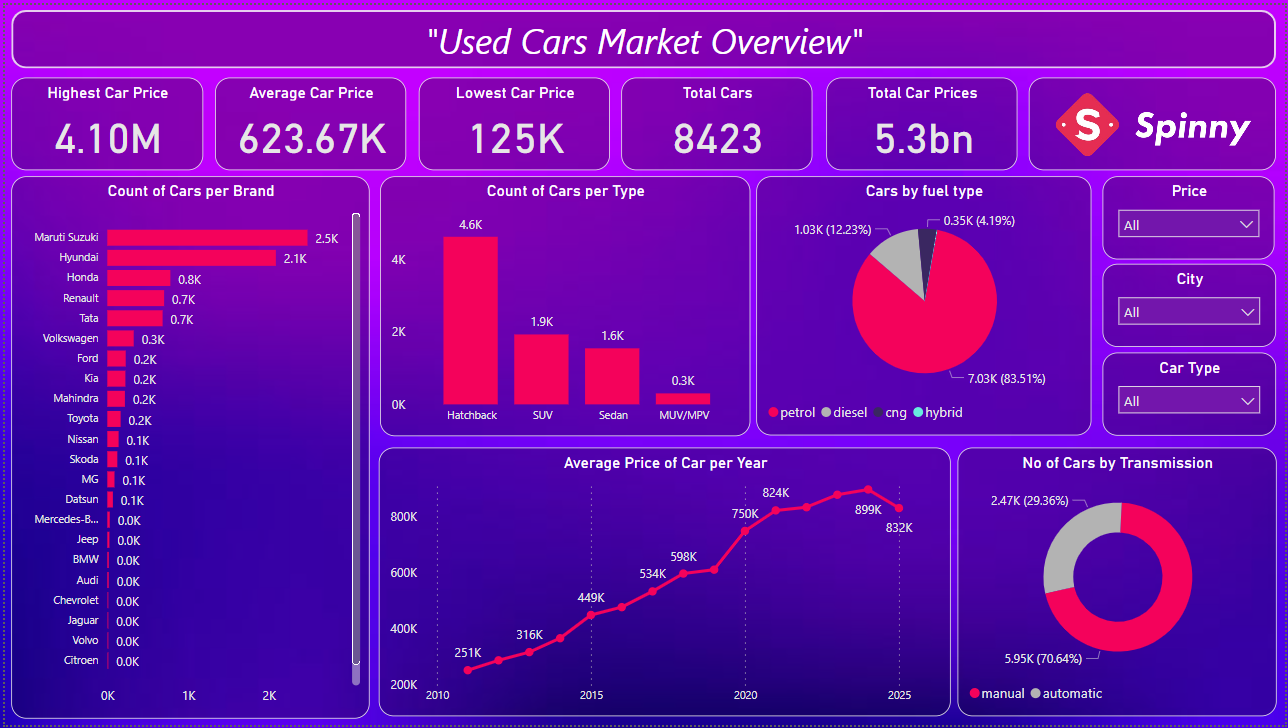 "Used Cars Market Overview"
Highest Car Price
4.10M
Average Car Price
623.67K
Lowest Car Price
125K
Total Cars
8423
Total Car Prices
5.3bn
S
Spinny
Count of Cars per Brand
Maruti Suzuki 2.5K
Hyundai 2.1K
Honda 0.8K
Renault 0.7K
Tata 0.7K
Volkswagen 0.3K
Ford 0.2K
Kia 0.2K
Mahindra 0.2K
Toyota 0.2K
Nissan 0.1K
Skoda 0.1K
MG 0.1K
Datsun 0.1K
Mercedes-B... 0.0K
Jeep 0.0K
BMW 0.0K
Audi 0.0K
Chevrolet 0.0K
Jaguar 0.0K
Volvo 0.0K
Citroen 0.0K
0K 1K 2K
Count of Cars per Type
4.6K
4K
1.9K
2K
1.6K
0.3K
0K
Hatchback SUV Sedan MUV/MPV
Cars by fuel type
0.35K (4.19%)
1.03K (12.23%)
7.03K (83.51%)
petrol diesel cng hybrid
Price
All
City
All
Car Type
All
Average Price of Car per Year
800K
600K
400K
200K
251K
316K
449K
534K
598K
750K
824K
899K
832K
2010 2015 2020 2025
No of Cars by Transmission
2.47K (29.36%)
5.95K (70.64%)
manual automatic